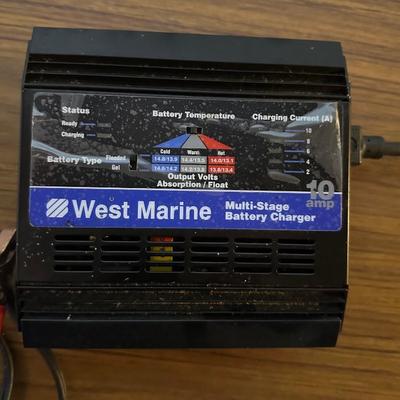 Status
Battery Temperature
Charging Current (A)
Ready
Charging
10
8
6
4
2
Cold Warm Hot
Battery Type Flooded 14.8/13.9 14.4/13.5 14.0/13.1
Gel 14.6/14.2 14.2/13.8 13.8/13.4
Output Volts
Absorption / Float
10
amp
West Marine
Multi-Stage
Battery Charger